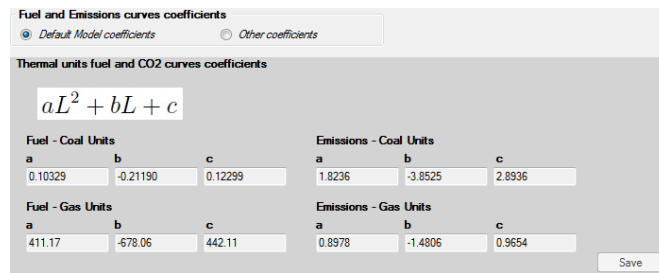 Fuel and Emissions curves coefficients
Default Model coefficients Other coefficients
Thermal units fuel and CO2 curves coefficients
aL² + bL + c
Fuel - Coal Units Emissions - Coal Units
a b c a b c
0.10329 -0.21190 0.12299 1.8236 -3.8525 2.8936
Fuel - Gas Units Emissions - Gas Units
a b c a b c
411.17 -678.06 442.11 0.8978 -1.4806 0.9654
Save